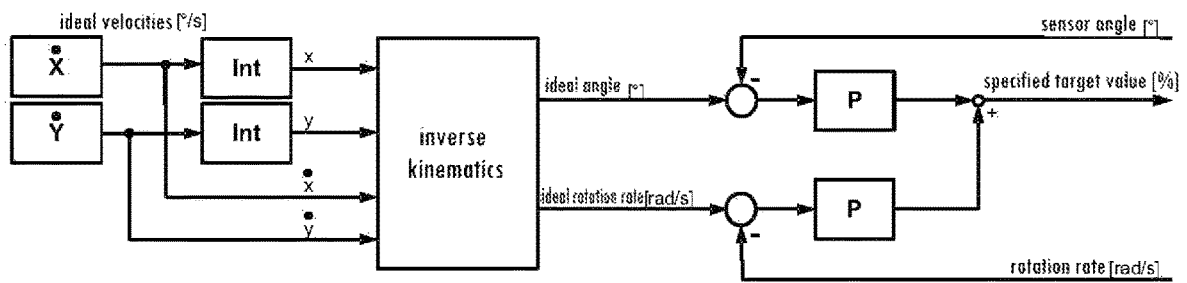 ideal velocities [°/s]
Ẋ
Int
x
Ẏ
Int
y
ẋ
ẏ
inverse
kinematics
ideal angle [°]
ideal rotation rate [rad/s]
sensor angle [°]
-
P
specified target value [%]
+
P
-
rotation rate [rad/s]